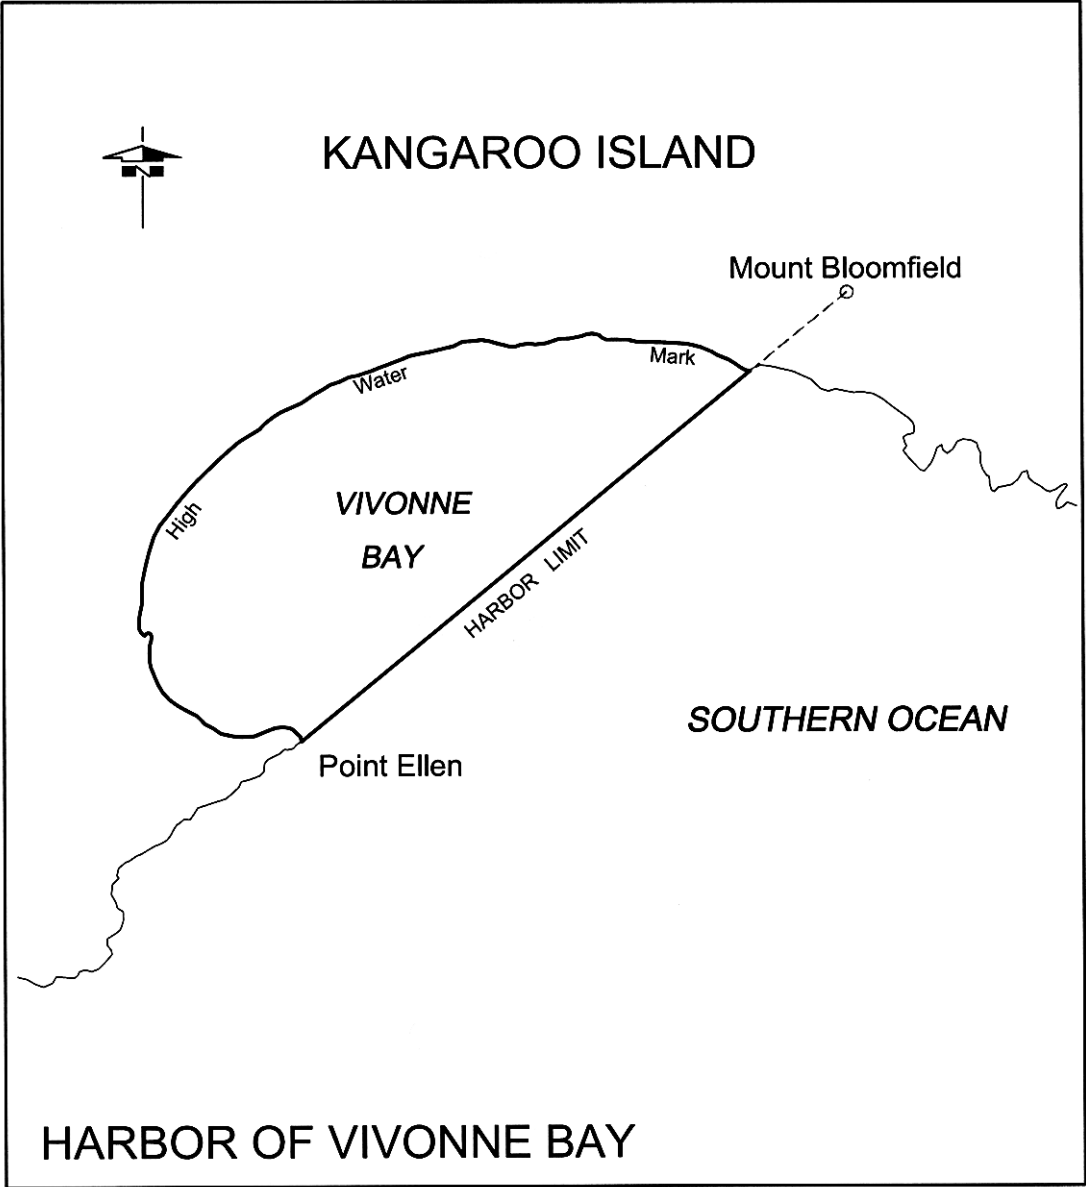 KANGAROO ISLAND
N
Mount Bloomfield
High Water Mark
VIVONNE
BAY
HARBOR LIMIT
SOUTHERN OCEAN
Point Ellen
HARBOR OF VIVONNE BAY